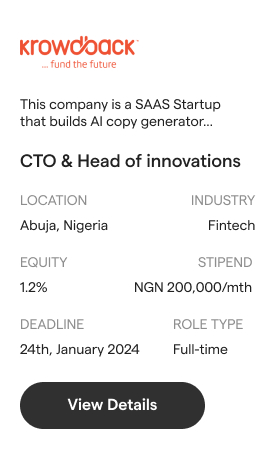 krowdback
... fund the future
This company is a SAAS Startup
that builds AI copy generator...
CTO & Head of innovations
LOCATION INDUSTRY
Abuja, Nigeria Fintech
EQUITY STIPEND
1.2% NGN 200,000/mth
DEADLINE ROLE TYPE
24th, January 2024 Full-time
View Details